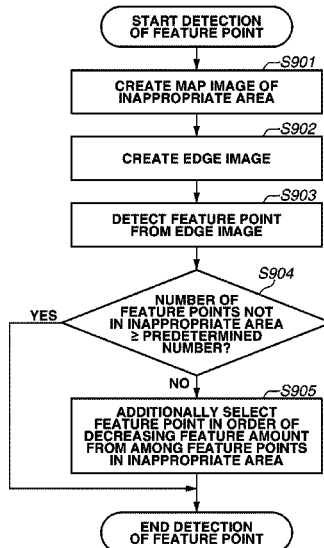 START DETECTION
OF FEATURE POINT
S901
CREATE MAP IMAGE OF
INAPPROPRIATE AREA
S902
CREATE EDGE IMAGE
S903
DETECT FEATURE POINT
FROM EDGE IMAGE
S904
NUMBER OF
FEATURE POINTS NOT
IN INAPPROPRIATE AREA
≥ PREDETERMINED
NUMBER?
YES
NO
S905
ADDITIONALLY SELECT
FEATURE POINT IN ORDER OF
DECREASING FEATURE AMOUNT
FROM AMONG FEATURE POINTS
IN INAPPROPRIATE AREA
END DETECTION
OF FEATURE POINT